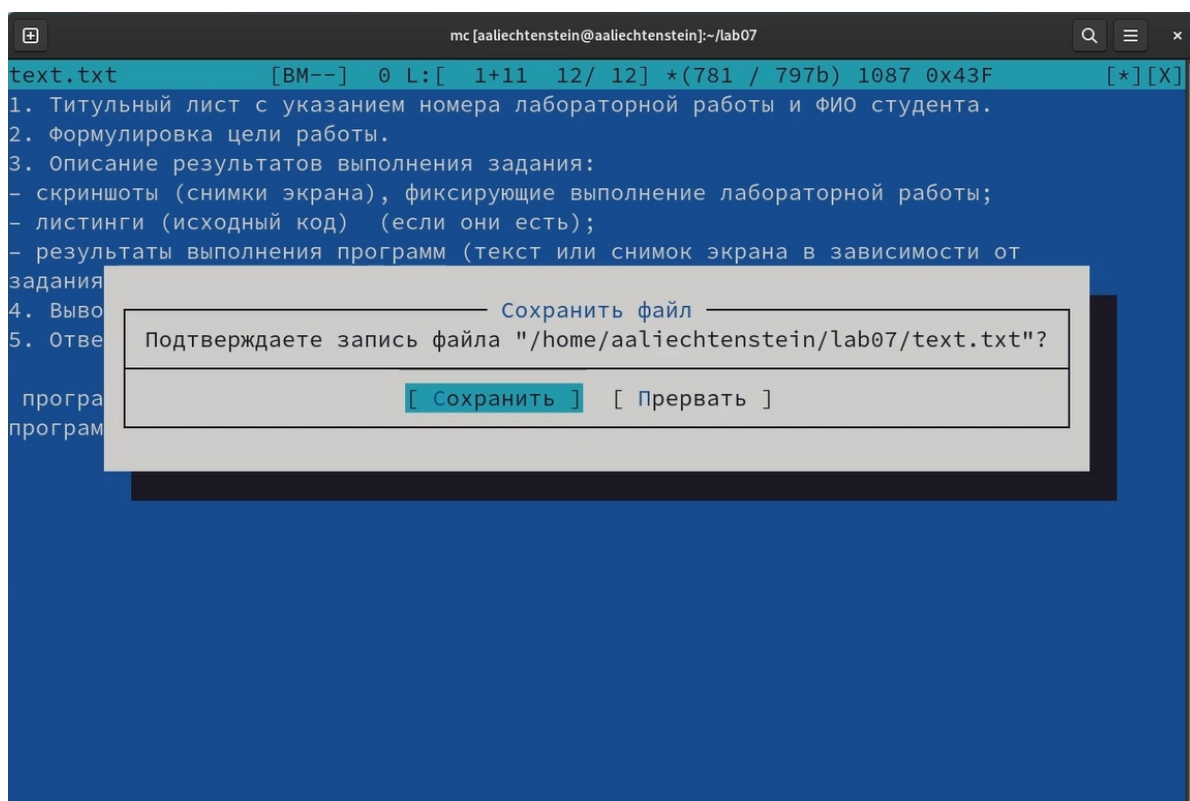 mc [aaliechtenstein@aaliechtenstein]:~/lab07
text.txt [BM--] 0 L:[ 1+11 12/ 12] *(781 / 797b) 1087 0x43F [*][X]
1. Титульный лист с указанием номера лабораторной работы и ФИО студента.
2. Формулировка цели работы.
3. Описание результатов выполнения задания:
– скриншоты (снимки экрана), фиксирующие выполнение лабораторной работы;
– листинги (исходный код) (если они есть);
– результаты выполнения программ (текст или снимок экрана в зависимости от
задания
4. Выво
5. Отве
програ
програм
Сохранить файл
Подтверждаете запись файла "/home/aaliechtenstein/lab07/text.txt"?
[ Сохранить ] [ Прервать ]